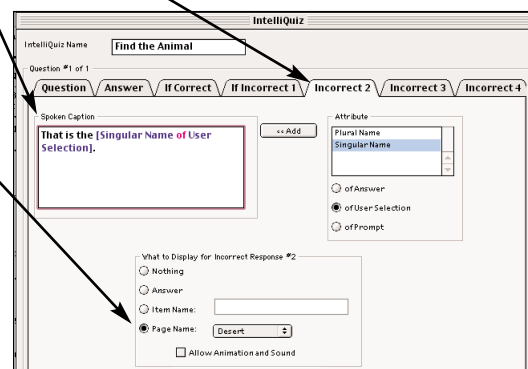 IntelliQuiz
IntelliQuiz Name
Find the Animal
Question #1 of 1
Question
Answer
If Correct
If Incorrect 1
Incorrect 2
Incorrect 3
Incorrect 4
Spoken Caption
That is the [Singular Name of User
Selection].
<< Add
Attribute
Plural Name
Singular Name
of Answer
of User Selection
of Prompt
What to Display for Incorrect Response #2
Nothing
Answer
Item Name:
Page Name:
Desert
Allow Animation and Sound